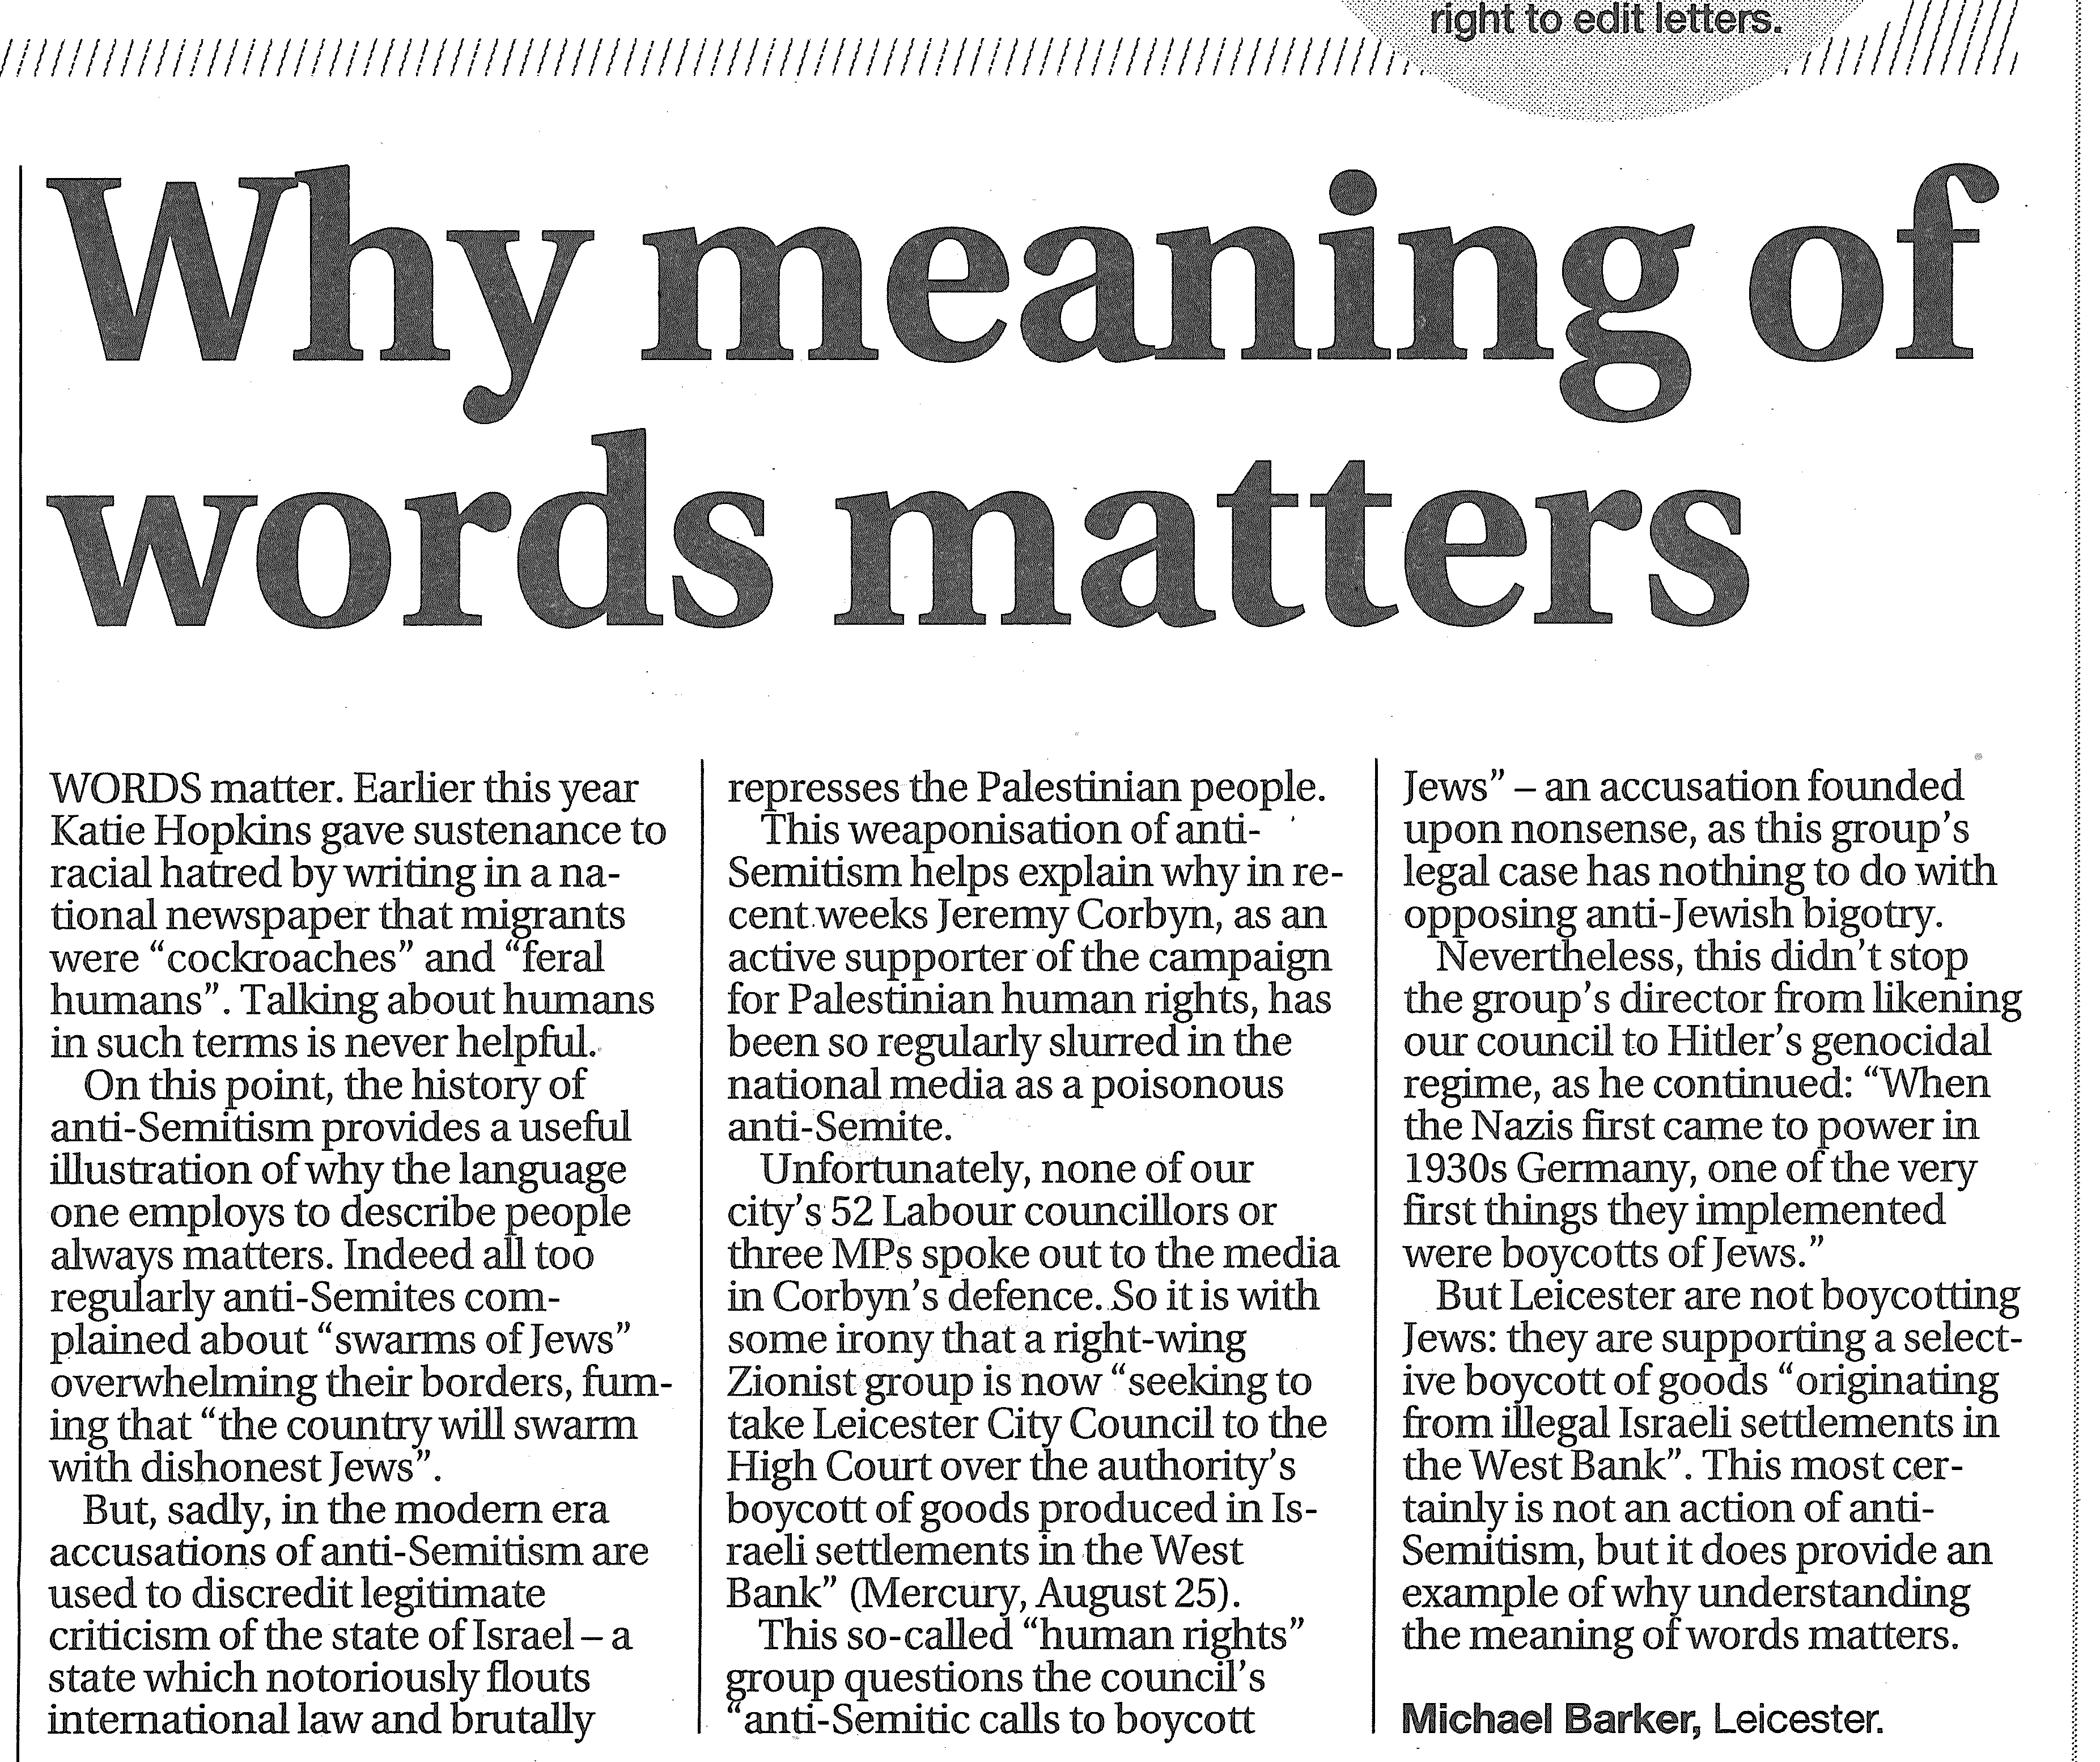 right to edit letters.
Why meaning of
words matters
WORDS matter. Earlier this year
Katie Hopkins gave sustenance to
racial hatred by writing in a na-
tional newspaper that migrants
were “cockroaches” and “feral
humans”. Talking about humans
in such terms is never helpful.
On this point, the history of
anti-Semitism provides a useful
illustration of why the language
one employs to describe people
always matters. Indeed all too
regularly anti-Semites com-
plained about “swarms of Jews”
overwhelming their borders, fum-
ing that “the country will swarm
with dishonest Jews”.
But, sadly, in the modern era
accusations of anti-Semitism are
used to discredit legitimate
criticism of the state of Israel – a
state which notoriously flouts
international law and brutally
represses the Palestinian people.
This weaponisation of anti-
Semitism helps explain why in re-
cent weeks Jeremy Corbyn, as an
active supporter of the campaign
for Palestinian human rights, has
been so regularly slurred in the
national media as a poisonous
anti-Semite.
Unfortunately, none of our
city’s 52 Labour councillors or
three MPs spoke out to the media
in Corbyn’s defence. So it is with
some irony that a right-wing
Zionist group is now “seeking to
take Leicester City Council to the
High Court over the authority’s
boycott of goods produced in Is-
raeli settlements in the West
Bank” (Mercury, August 25).
This so-called “human rights”
group questions the council’s
“anti-Semitic calls to boycott
Jews” – an accusation founded
upon nonsense, as this group’s
legal case has nothing to do with
opposing anti-Jewish bigotry.
Nevertheless, this didn’t stop
the group’s director from likening
our council to Hitler’s genocidal
regime, as he continued: “When
the Nazis first came to power in
1930s Germany, one of the very
first things they implemented
were boycotts of Jews.”
But Leicester are not boycotting
Jews: they are supporting a select-
ive boycott of goods “originating
from illegal Israeli settlements in
the West Bank”. This most cer-
tainly is not an action of anti-
Semitism, but it does provide an
example of why understanding
the meaning of words matters.
Michael Barker, Leicester.